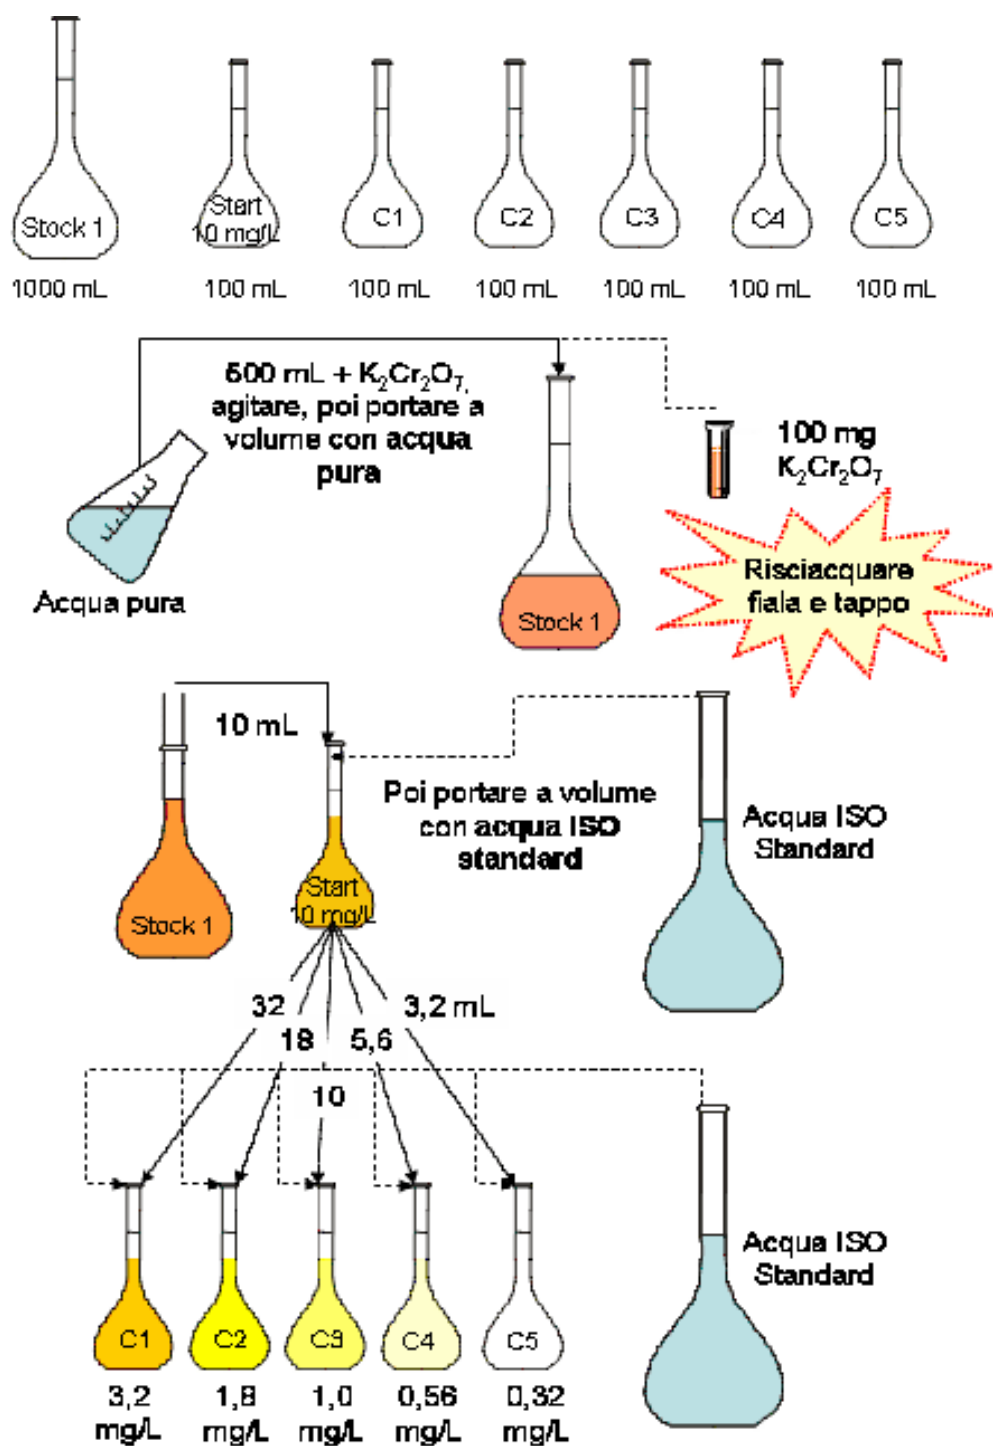 Stock 1
Start
10 mg/L
C1
C2
C3
C4
C5
1000 mL
100 mL
100 mL
100 mL
100 mL
100 mL
100 mL
500 mL + K₂Cr₂O₇,
agitare, poi portare a
volume con acqua
pura
100 mg
K₂Cr₂O₇
Risciacquare
fiala e tappo
Acqua pura
Stock 1
10 mL
Poi portare a volume
con acqua ISO
standard
Acqua ISO
Standard
Stock 1
Start
10 mg/L
32
18
10
5,6
3,2 mL
Acqua ISO
Standard
C1
C2
C3
C4
C5
3,2
mg/L
1,8
mg/L
1,0
mg/L
0,56
mg/L
0,32
mg/L